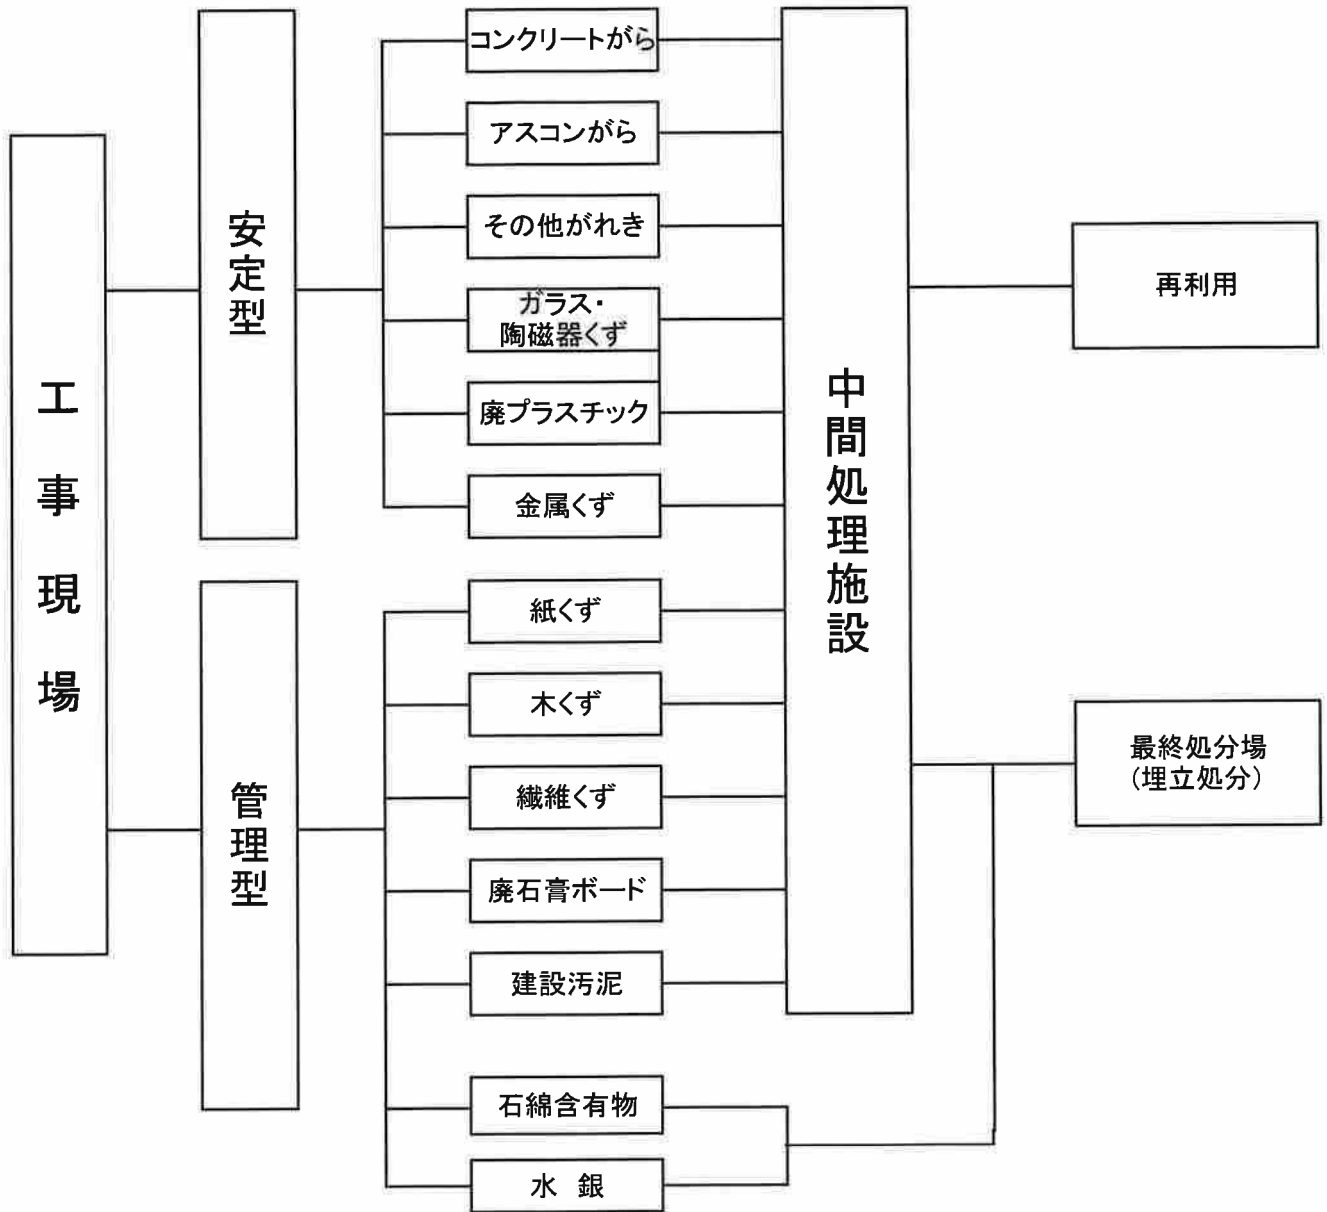 工事現場
安定型
管理型
コンクリートがら
アスコンがら
その他がれき
ガラス・
陶磁器くず
廃プラスチック
金属くず
紙くず
木くず
繊維くず
廃石膏ボード
建設汚泥
石綿含有物
水 銀
中間処理施設
再利用
最終処分場
(埋立処分)